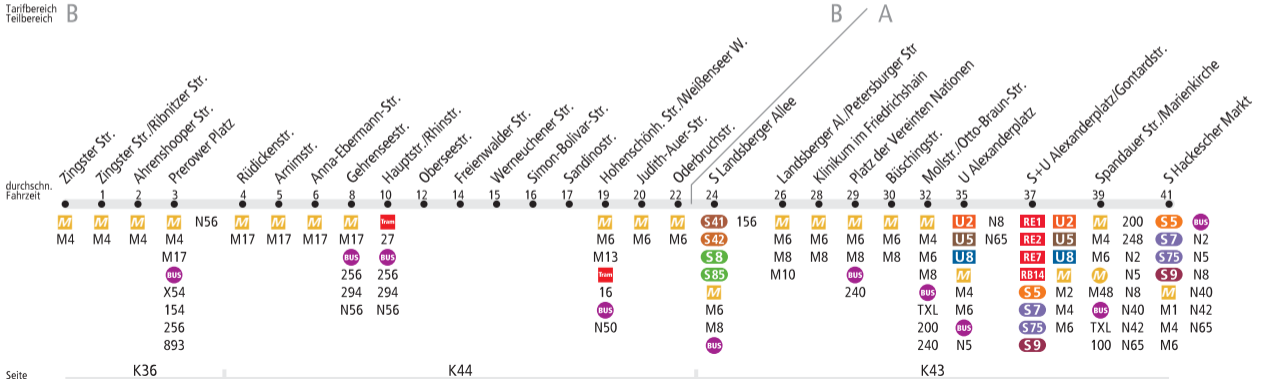 Tarifbereich
Teilbereich
B
B
A
Zingster Str.
Zingster Str./Ribnitzer Str.
Ahrenshooper Str.
Prerower Platz
Rüdickenstr.
Arnimstr.
Anna-Ebermann-Str.
Gehrenseestr.
Hauptstr./Rhinstr.
Oberseestr.
Freienwalder Str.
Werneuchener Str.
Simon-Bolivar-Str.
Sandinostr.
Hohenschönh. Str./Weißenseer W.
Judith-Auer-Str.
Oderbruchstr.
S Landsberger Allee
Landsberger Al./Petersburger Str
Klinikum im Friedrichshain
Platz der Vereinten Nationen
Büschingstr.
Mollstr./Otto-Braun-Str.
U Alexanderplatz
S+U Alexanderplatz/Gontardstr.
Spandauer Str./Marienkirche
S Hackescher Markt
durchschn.
Fahrzeit
1 2 3 4 5 6 8 10 12 14 15 16 17 19 20 22 24 26 28 29 30 32 35 37 39 41
M M M M N56 M M M M Tram M M M S41 156 M M M M M U2 N8 RE1 U2 M 200 S5 BUS
M4 M4 M4 M4 M17 M17 M17 M17 27 M6 M6 M6 S42 M6 M6 M6 M6 M4 U5 N65 RE2 U5 M4 248 S7 N2
M17 BUS BUS M13 S8 M8 M8 M8 M8 M6 U8 RE7 U8 M6 N2 S75 N5
BUS 256 256 Tram S85 M10 BUS M8 M RB14 M M N5 S9 N8
X54 294 294 16 M 240 BUS M4 S5 M2 M48 N8 M N40
154 N56 N56 BUS M6 TXL M6 S7 M4 BUS N40 M1 N42
256 N50 M8 200 BUS S75 M6 TXL N42 M4 N65
893 BUS 240 N5 S9 100 N65 M6
Seite
K36
K44
K43